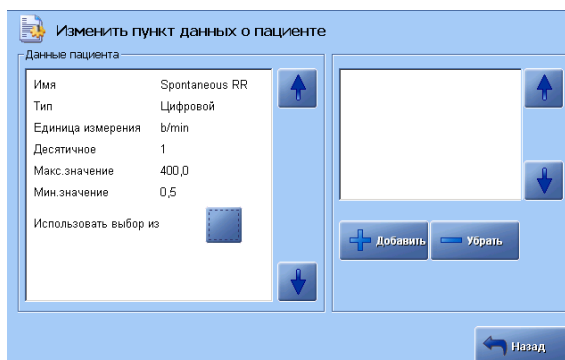 Изменить пункт данных о пациенте
Данные пациента
Имя Spontaneous RR
Тип Цифровой
Единица измерения b/min
Десятичное 1
Макс.значение 400,0
Мин.значение 0,5
Использовать выбор из
Добавить Убрать
Назад